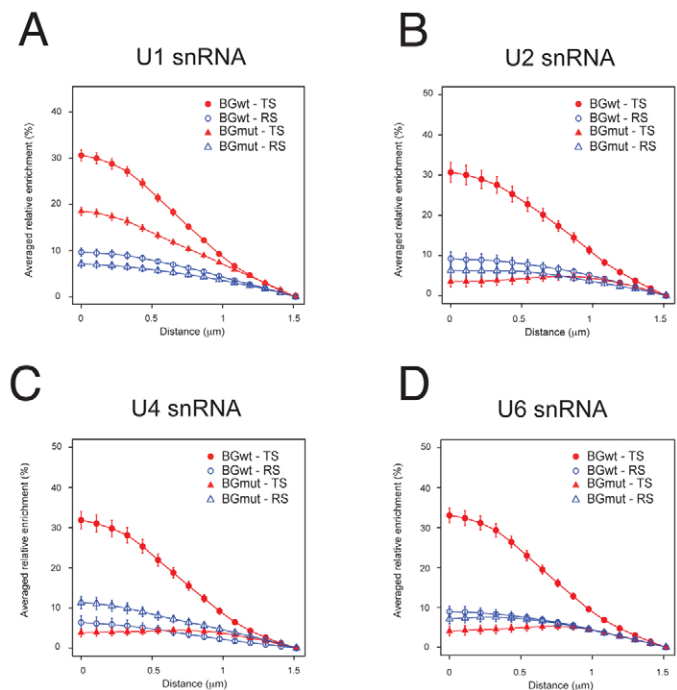 A
U1 snRNA
Averaged relative enrichment (%)
40
30
20
10
0
BGwt - TS
BGwt - RS
BGmut - TS
BGmut - RS
0
0.5
1
1.5
Distance (μm)
B
U2 snRNA
Averaged relative enrichment (%)
50
40
30
20
10
0
BGwt - TS
BGwt - RS
BGmut - TS
BGmut - RS
0
0.5
1
1.5
Distance (μm)
C
U4 snRNA
Averaged relative enrichment (%)
50
40
30
20
10
0
BGwt - TS
BGwt - RS
BGmut - TS
BGmut - RS
0
0.5
1
1.5
Distance (μm)
D
U6 snRNA
Averaged relative enrichment (%)
50
40
30
20
10
0
BGwt - TS
BGwt - RS
BGmut - TS
BGmut - RS
0
0.5
1
1.5
Distance (μm)